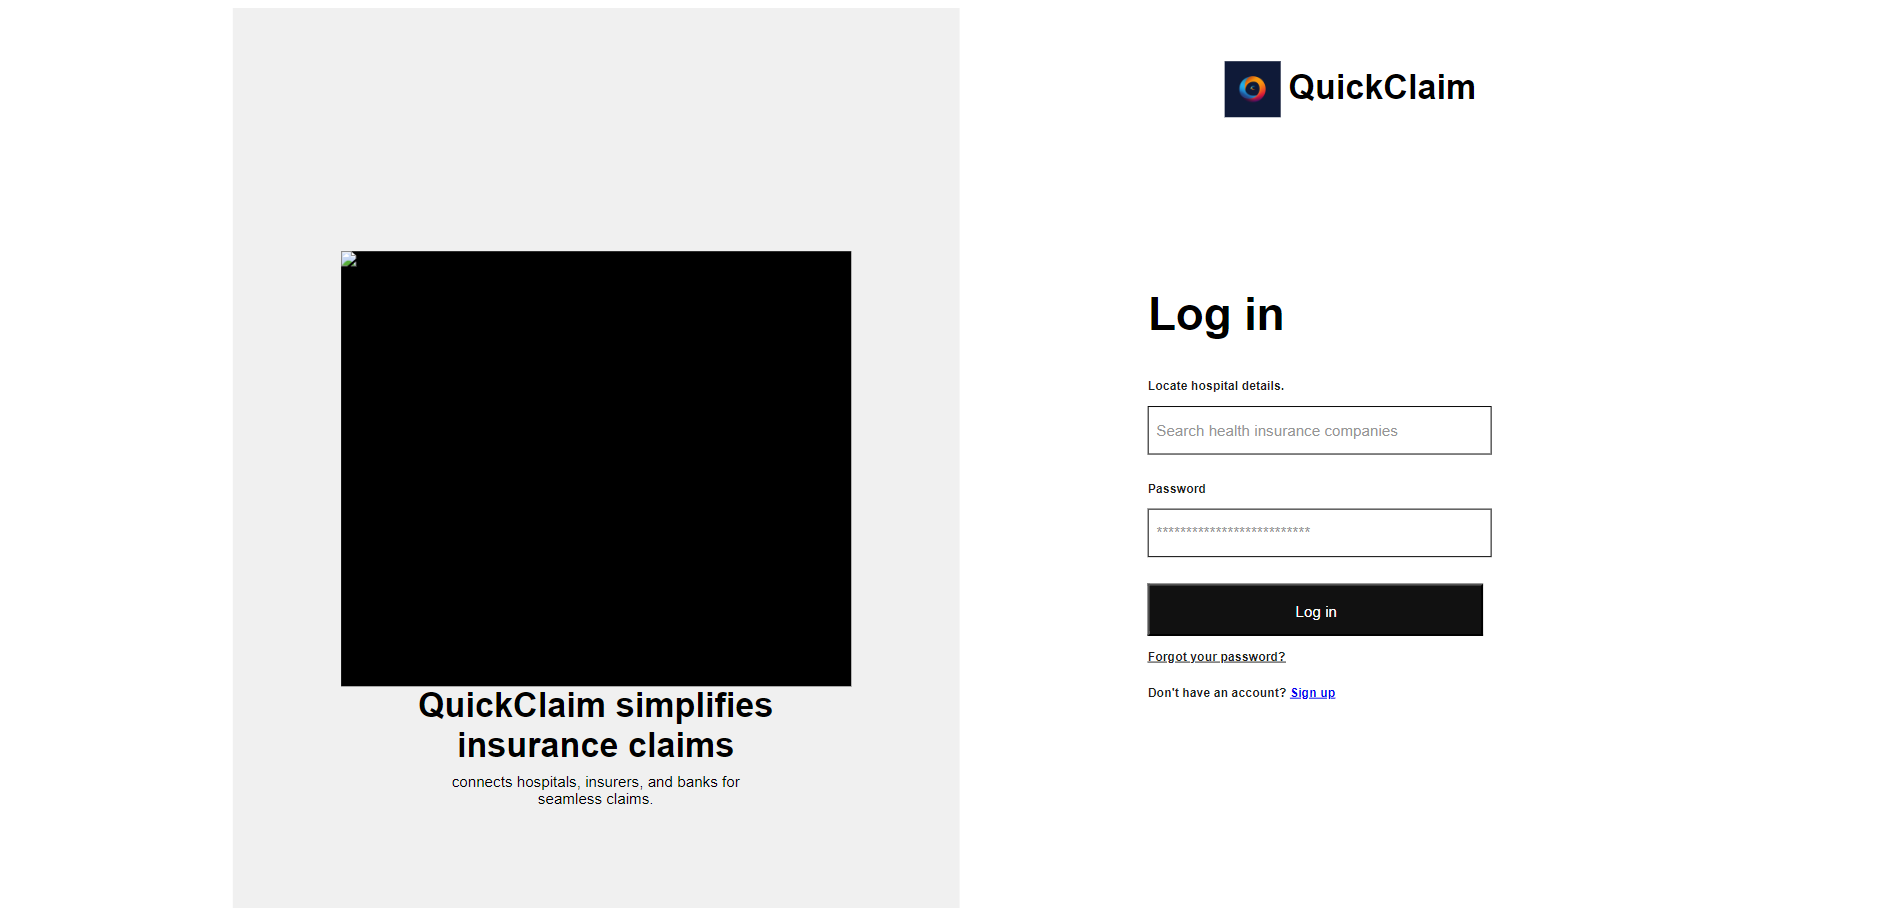 QuickClaim
Log in
Locate hospital details.
Search health insurance companies
Password
**************************
Log in
Forgot your password?
Don't have an account? Sign up
QuickClaim simplifies
insurance claims
connects hospitals, insurers, and banks for
seamless claims.